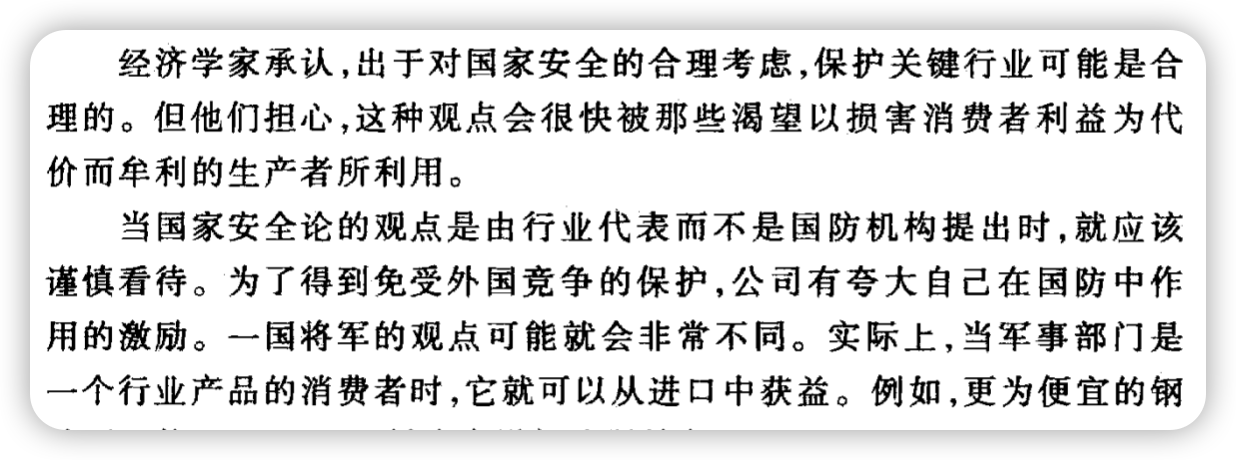 经济学家承认,出于对国家安全的合理考虑,保护关键行业可能是合
理的。但他们担心,这种观点会很快被那些渴望以损害消费者利益为代
价而牟利的生产者所利用。
当国家安全论的观点是由行业代表而不是国防机构提出时,就应该
谨慎看待。为了得到免受外国竞争的保护,公司有夸大自己在国防中作
用的激励。一国将军的观点可能就会非常不同。实际上,当军事部门是
一个行业产品的消费者时,它就可以从进口中获益。例如,更为便宜的钢